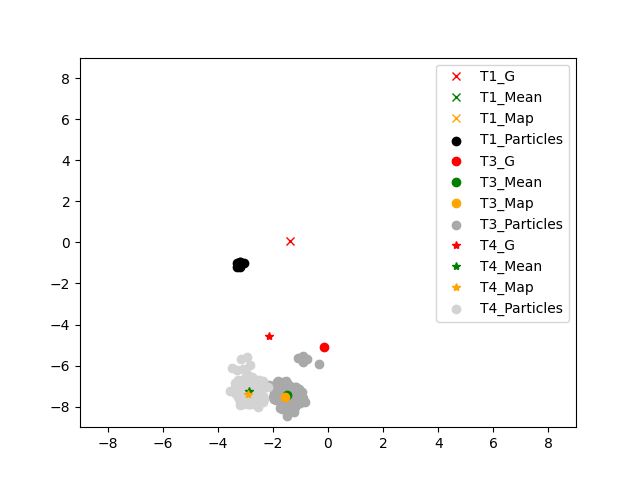 8
6
4
2
0
−2
−4
−6
−8
−8
−6
−4
−2
0
2
4
6
8
T1_G
T1_Mean
T1_Map
T1_Particles
T3_G
T3_Mean
T3_Map
T3_Particles
T4_G
T4_Mean
T4_Map
T4_Particles